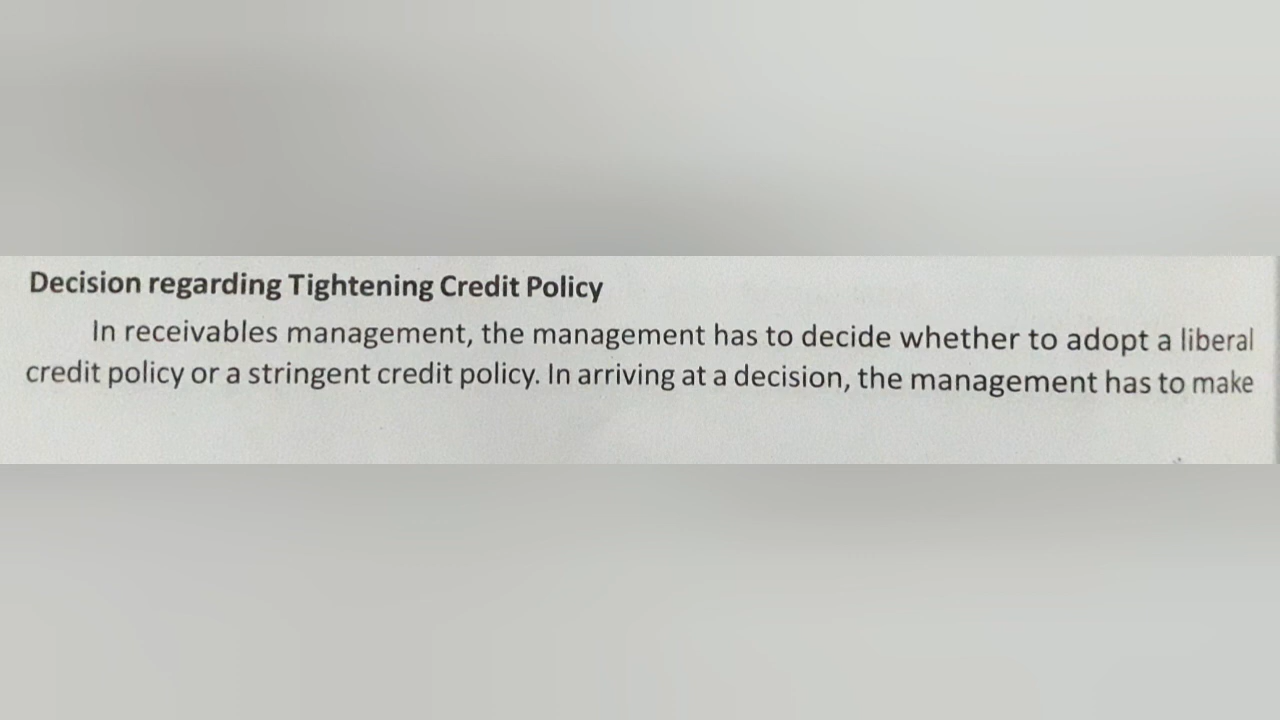 Decision regarding Tightening Credit Policy
In receivables management, the management has to decide whether to adopt a liberal
credit policy or a stringent credit policy. In arriving at a decision, the management has to make